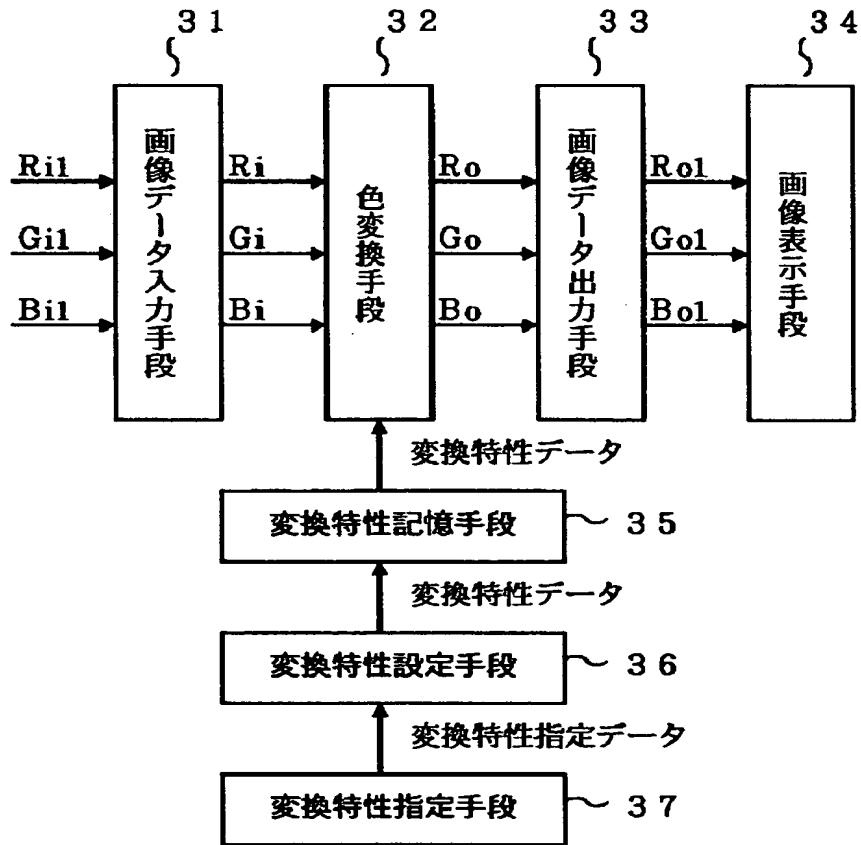 ３１
３２
３３
３４
画像データ入力手段
色変換手段
画像データ出力手段
画像表示手段
Ri1
Ri
Ro
Ro1
Gi1
Gi
Go
Go1
Bi1
Bi
Bo
Bo1
変換特性データ
変換特性記憶手段
３５
変換特性データ
変換特性設定手段
３６
変換特性指定データ
変換特性指定手段
３７